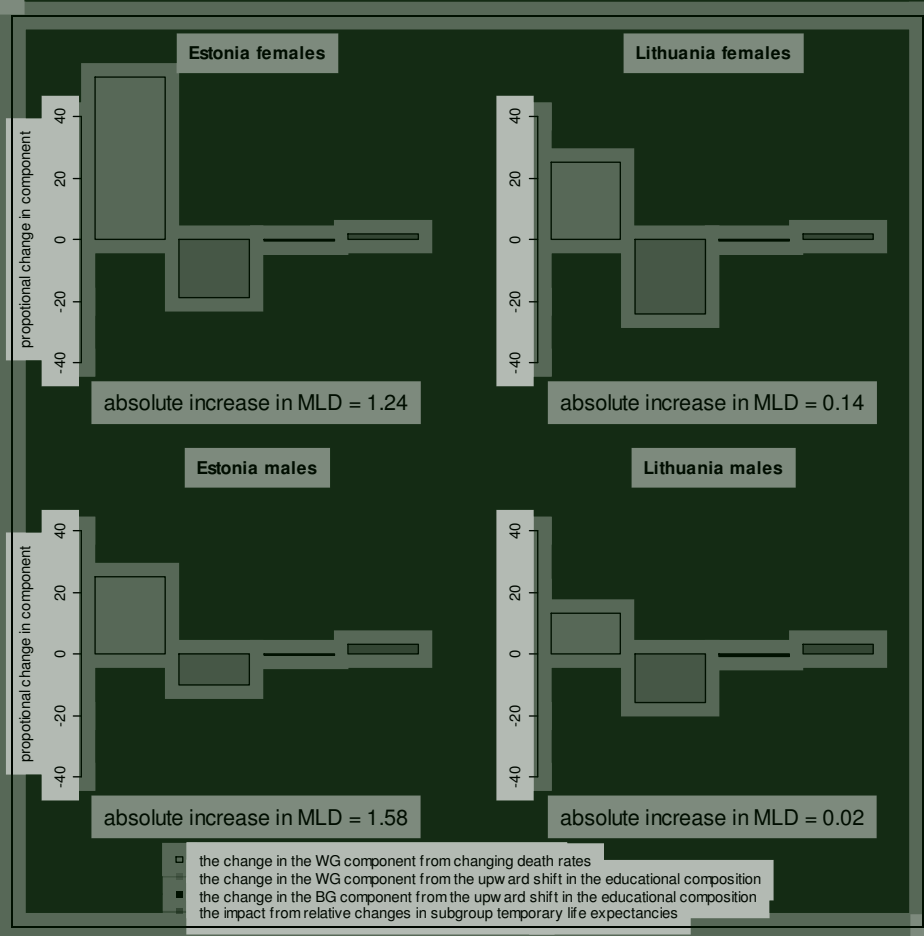 Estonia females
Lithuania females
propotional change in component
40
20
0
-20
-40
40
20
0
-20
-40
absolute increase in MLD = 1.24
absolute increase in MLD = 0.14
Estonia males
Lithuania males
propotional change in component
40
20
0
-20
-40
40
20
0
-20
-40
absolute increase in MLD = 1.58
absolute increase in MLD = 0.02
the change in the WG component from changing death rates
the change in the WG component from the upward shift in the educational composition
the change in the BG component from the upward shift in the educational composition
the impact from relative changes in subgroup temporary life expectancies